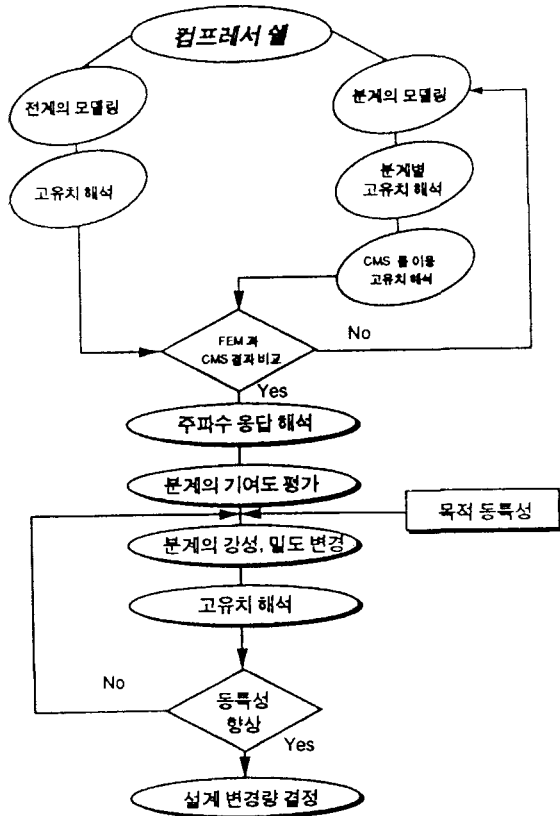 컴프레서 쉘
전계의 모델링
분계의 모델링
고유치 해석
분계별
고유치 해석
CMS 를 이용
고유치 해석
FEM 과
CMS 결과 비교
No
Yes
주파수 응답 해석
분계의 기여도 평가
목적 동특성
분계의 강성, 밀도 변경
고유치 해석
No
동특성
향상
Yes
설계 변경량 결정